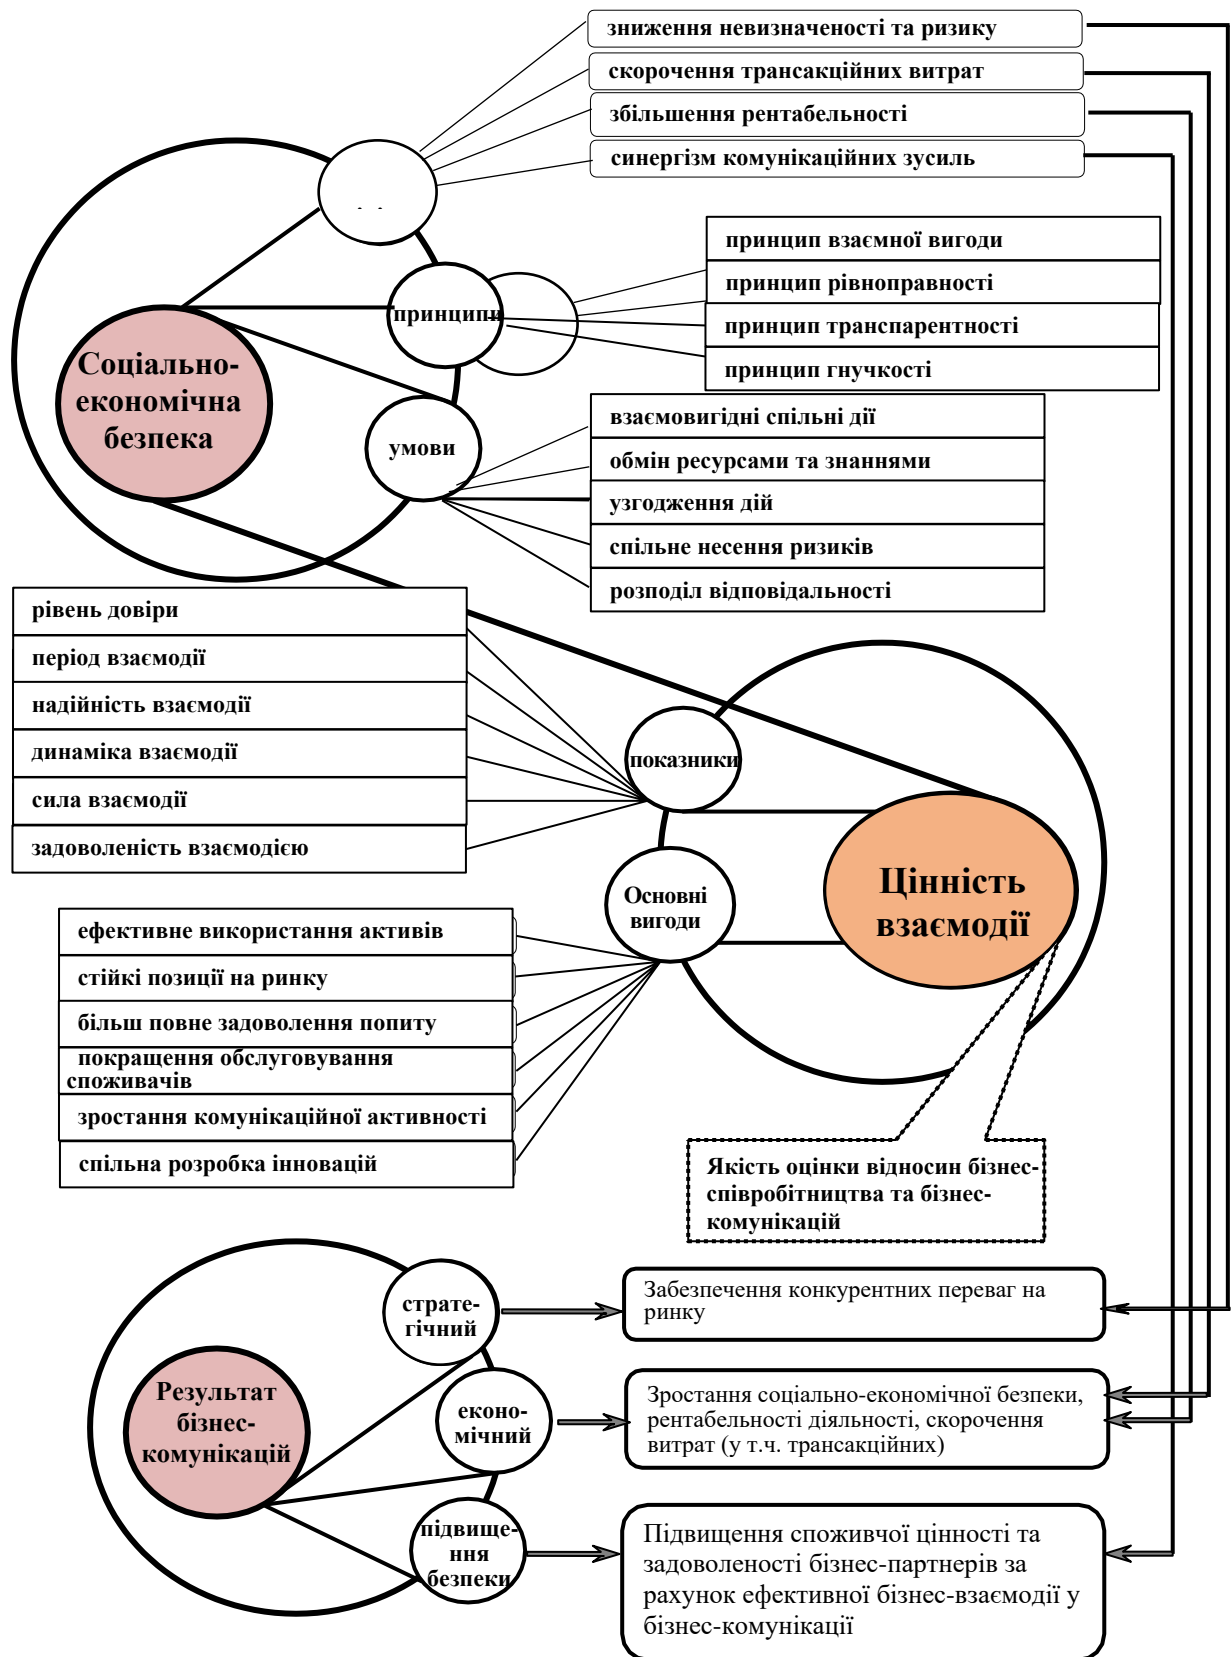 зниження невизначеності та ризику
скорочення трансакційних витрат
збільшення рентабельності
синергізм комунікаційних зусиль
принцип взаємної вигоди
принцип рівноправності
принцип транспарентності
принцип гнучкості
принципи
Соціально-
економічна
безпека
умови
взаємовигідні спільні дії
обмін ресурсами та знаннями
узгодження дій
спільне несення ризиків
розподіл відповідальності
рівень довіри
період взаємодії
надійність взаємодії
динаміка взаємодії
сила взаємодії
задоволеність взаємодією
показники
Основні
вигоди
Цінність
взаємодії
ефективне використання активів
стійкі позиції на ринку
більш повне задоволення попиту
покращення обслуговування
споживачів
зростання комунікаційної активності
спільна розробка інновацій
Якість оцінки відносин бізнес-
співробітництва та бізнес-
комунікацій
Результат
бізнес-
комунікацій
страте-
гічний
Забезпечення конкурентних переваг на
ринку
еконо-
мічний
Зростання соціально-економічної безпеки,
рентабельності діяльності, скорочення
витрат (у т.ч. трансакційних)
підвище-
ння
безпеки
Підвищення споживчої цінності та
задоволеності бізнес-партнерів за
рахунок ефективної бізнес-взаємодії у
бізнес-комунікації